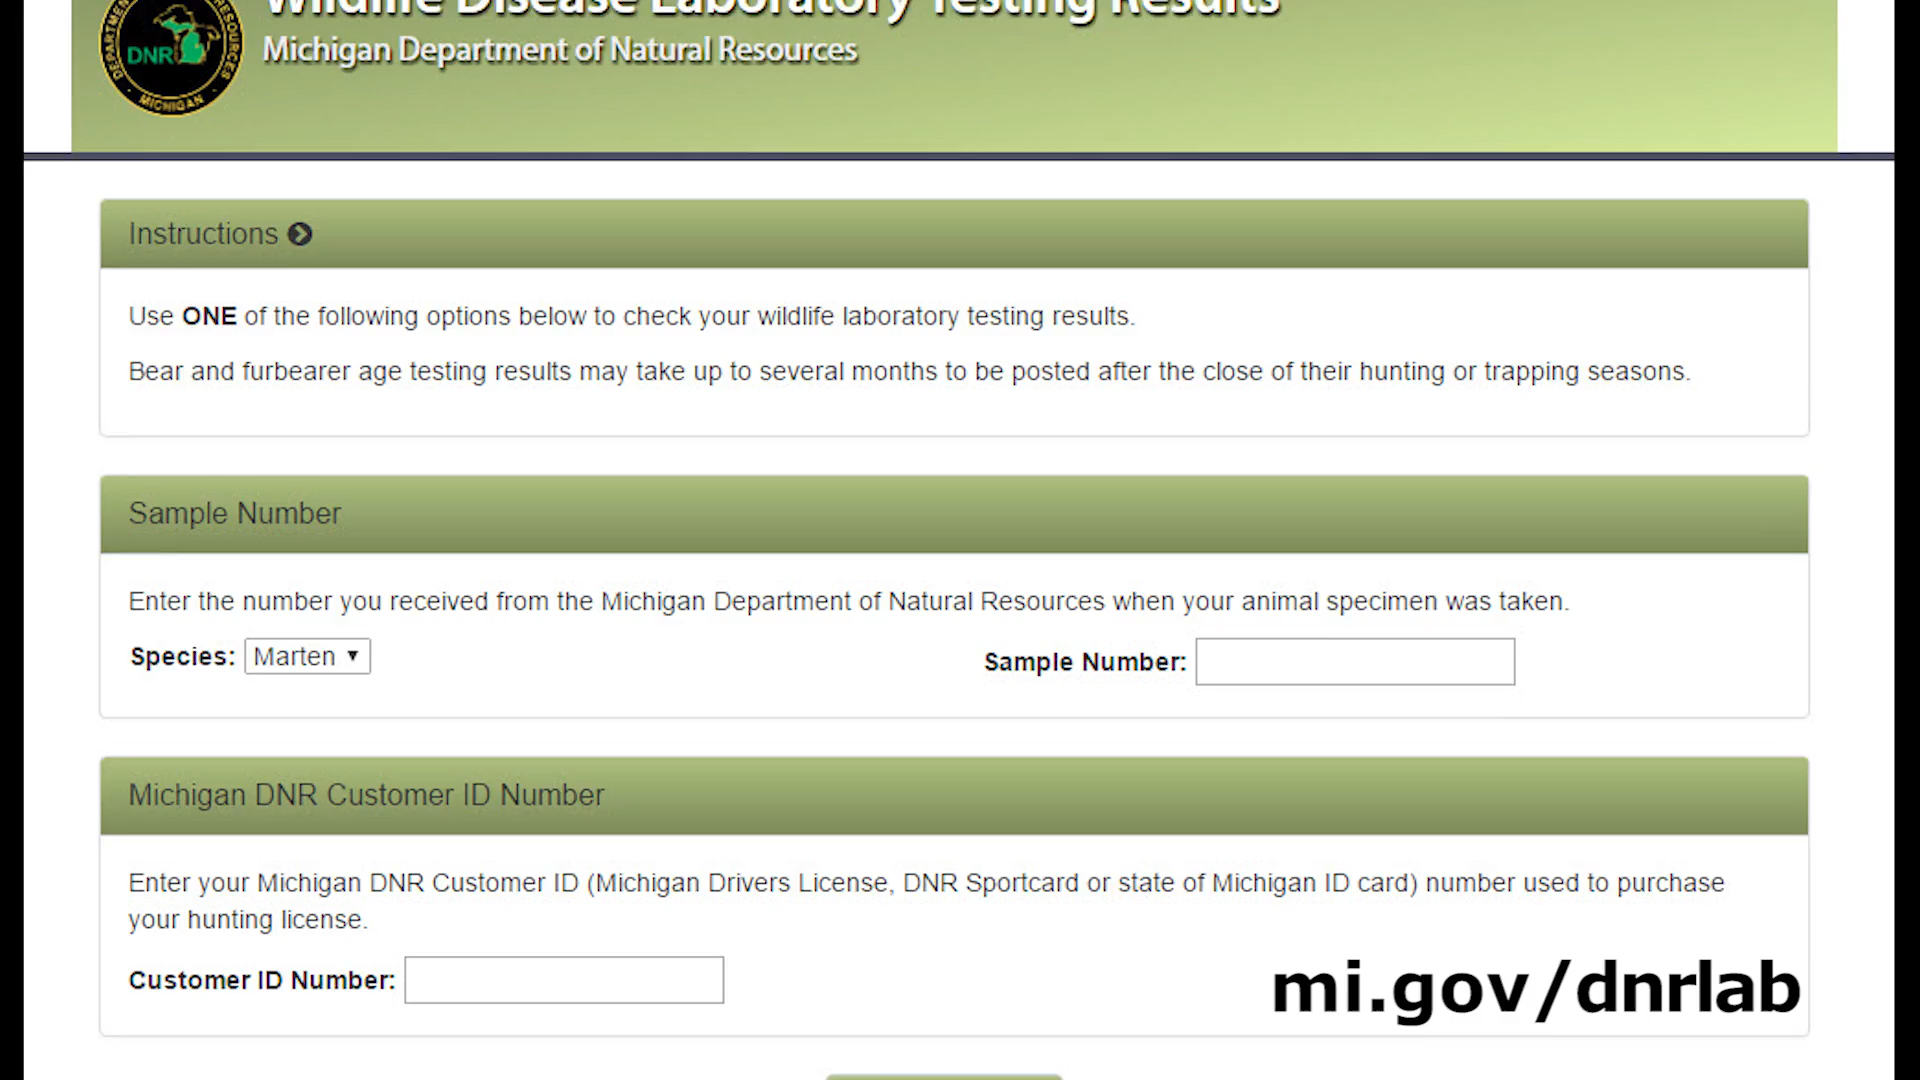 Wildlife Disease Laboratory Testing Results
Michigan Department of Natural Resources
DNR
MICHIGAN
Instructions
Use ONE of the following options below to check your wildlife laboratory testing results.
Bear and furbearer age testing results may take up to several months to be posted after the close of their hunting or trapping seasons.
Sample Number
Enter the number you received from the Michigan Department of Natural Resources when your animal specimen was taken.
Species: Marten ▼ Sample Number:
Michigan DNR Customer ID Number
Enter your Michigan DNR Customer ID (Michigan Drivers License, DNR Sportcard or state of Michigan ID card) number used to purchase
your hunting license.
Customer ID Number:
mi.gov/dnrlab